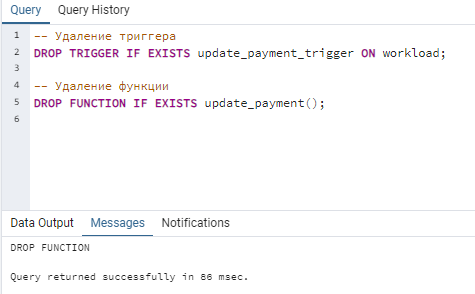 Query Query History
1 -- Удаление триггера
2 DROP TRIGGER IF EXISTS update_payment_trigger ON workload;
3
4 -- Удаление функции
5 DROP FUNCTION IF EXISTS update_payment();
6
Data Output Messages Notifications
DROP FUNCTION
Query returned successfully in 86 msec.